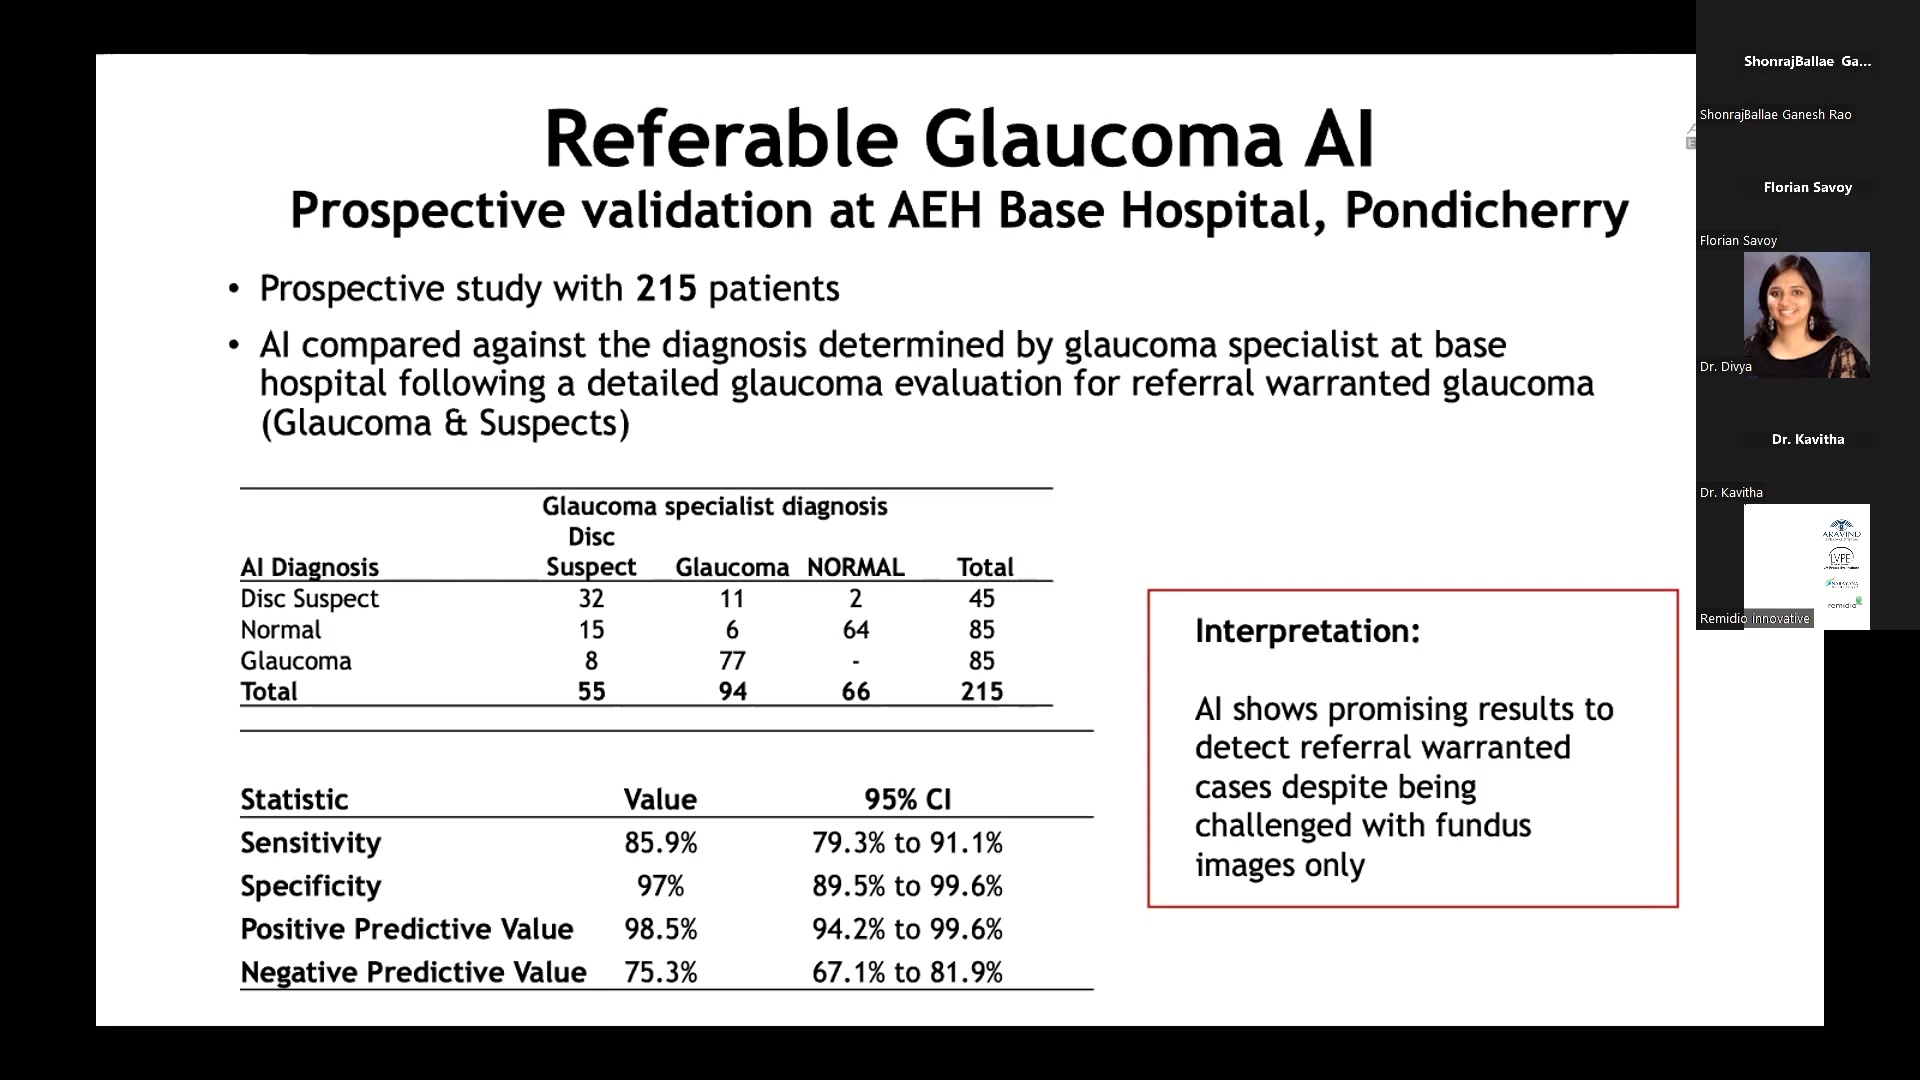 Referable Glaucoma AI
Prospective validation at AEH Base Hospital, Pondicherry
• Prospective study with 215 patients
• AI compared against the diagnosis determined by glaucoma specialist at base
hospital following a detailed glaucoma evaluation for referral warranted glaucoma
(Glaucoma & Suspects)
Glaucoma specialist diagnosis
Disc
AI Diagnosis Suspect Glaucoma NORMAL Total
Disc Suspect 32 11 2 45
Normal 15 6 64 85
Glaucoma 8 77 - 85
Total 55 94 66 215
Statistic Value 95% CI
Sensitivity 85.9% 79.3% to 91.1%
Specificity 97% 89.5% to 99.6%
Positive Predictive Value 98.5% 94.2% to 99.6%
Negative Predictive Value 75.3% 67.1% to 81.9%
Interpretation:
AI shows promising results to
detect referral warranted
cases despite being
challenged with fundus
images only
ShonrajBallae Ga...
ShonrajBallae Ganesh Rao
Florian Savoy
Florian Savoy
Dr. Divya
Dr. Kavitha
Dr. Kavitha
ARAVIND
LVPE
remidio
Remidio innovative